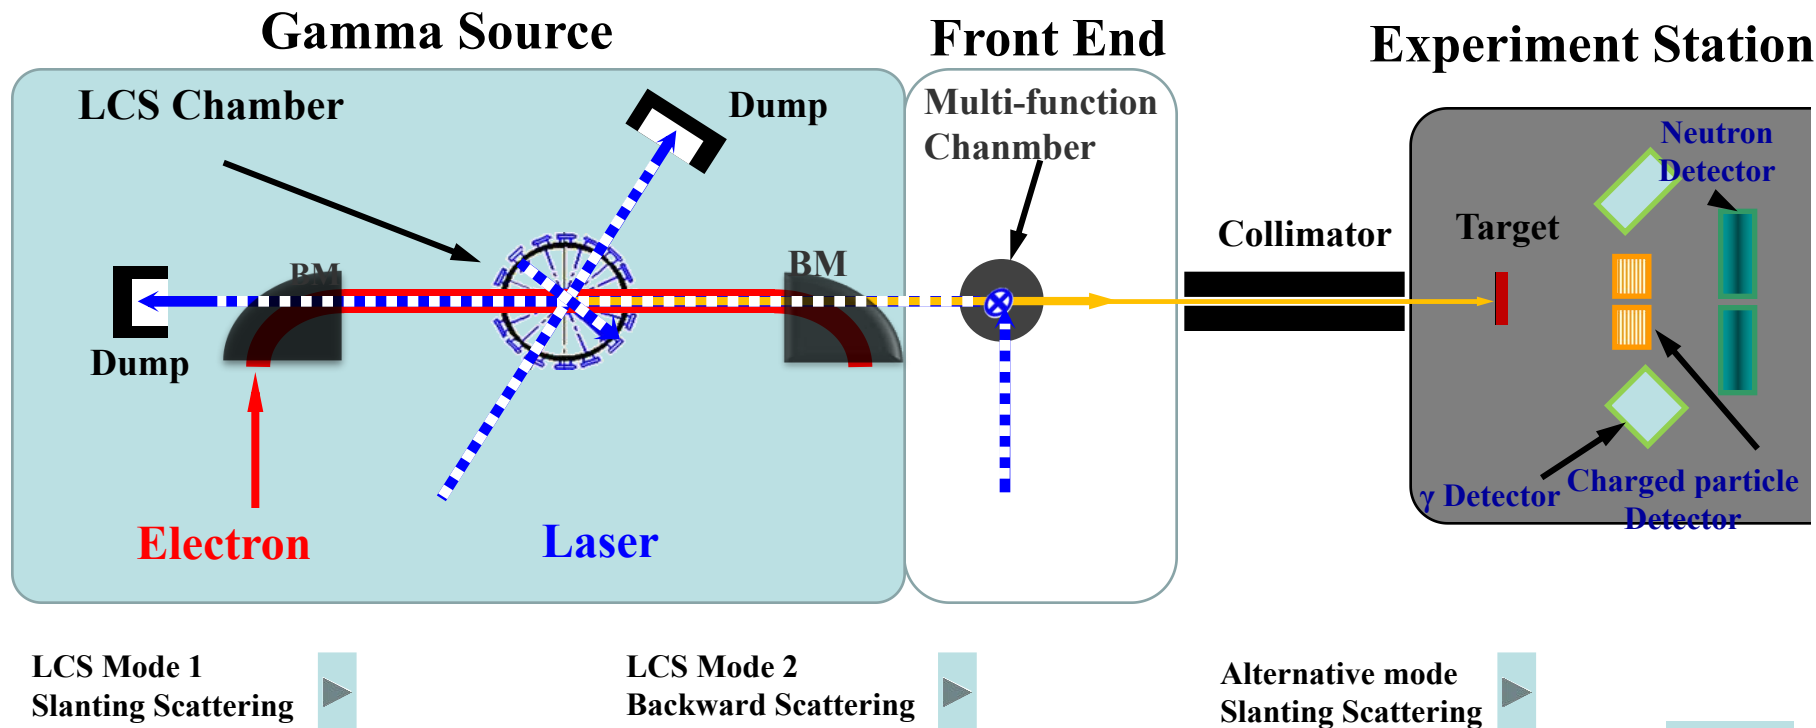 Gamma Source
Front End
Experiment Station
LCS Chamber
Dump
Multi-function
Chanmber
Neutron
Detector
Collimator
Target
BM
BM
Dump
Electron
Laser
γ Detector
Charged particle
Detector
LCS Mode 1
Slanting Scattering
LCS Mode 2
Backward Scattering
Alternative mode
Slanting Scattering